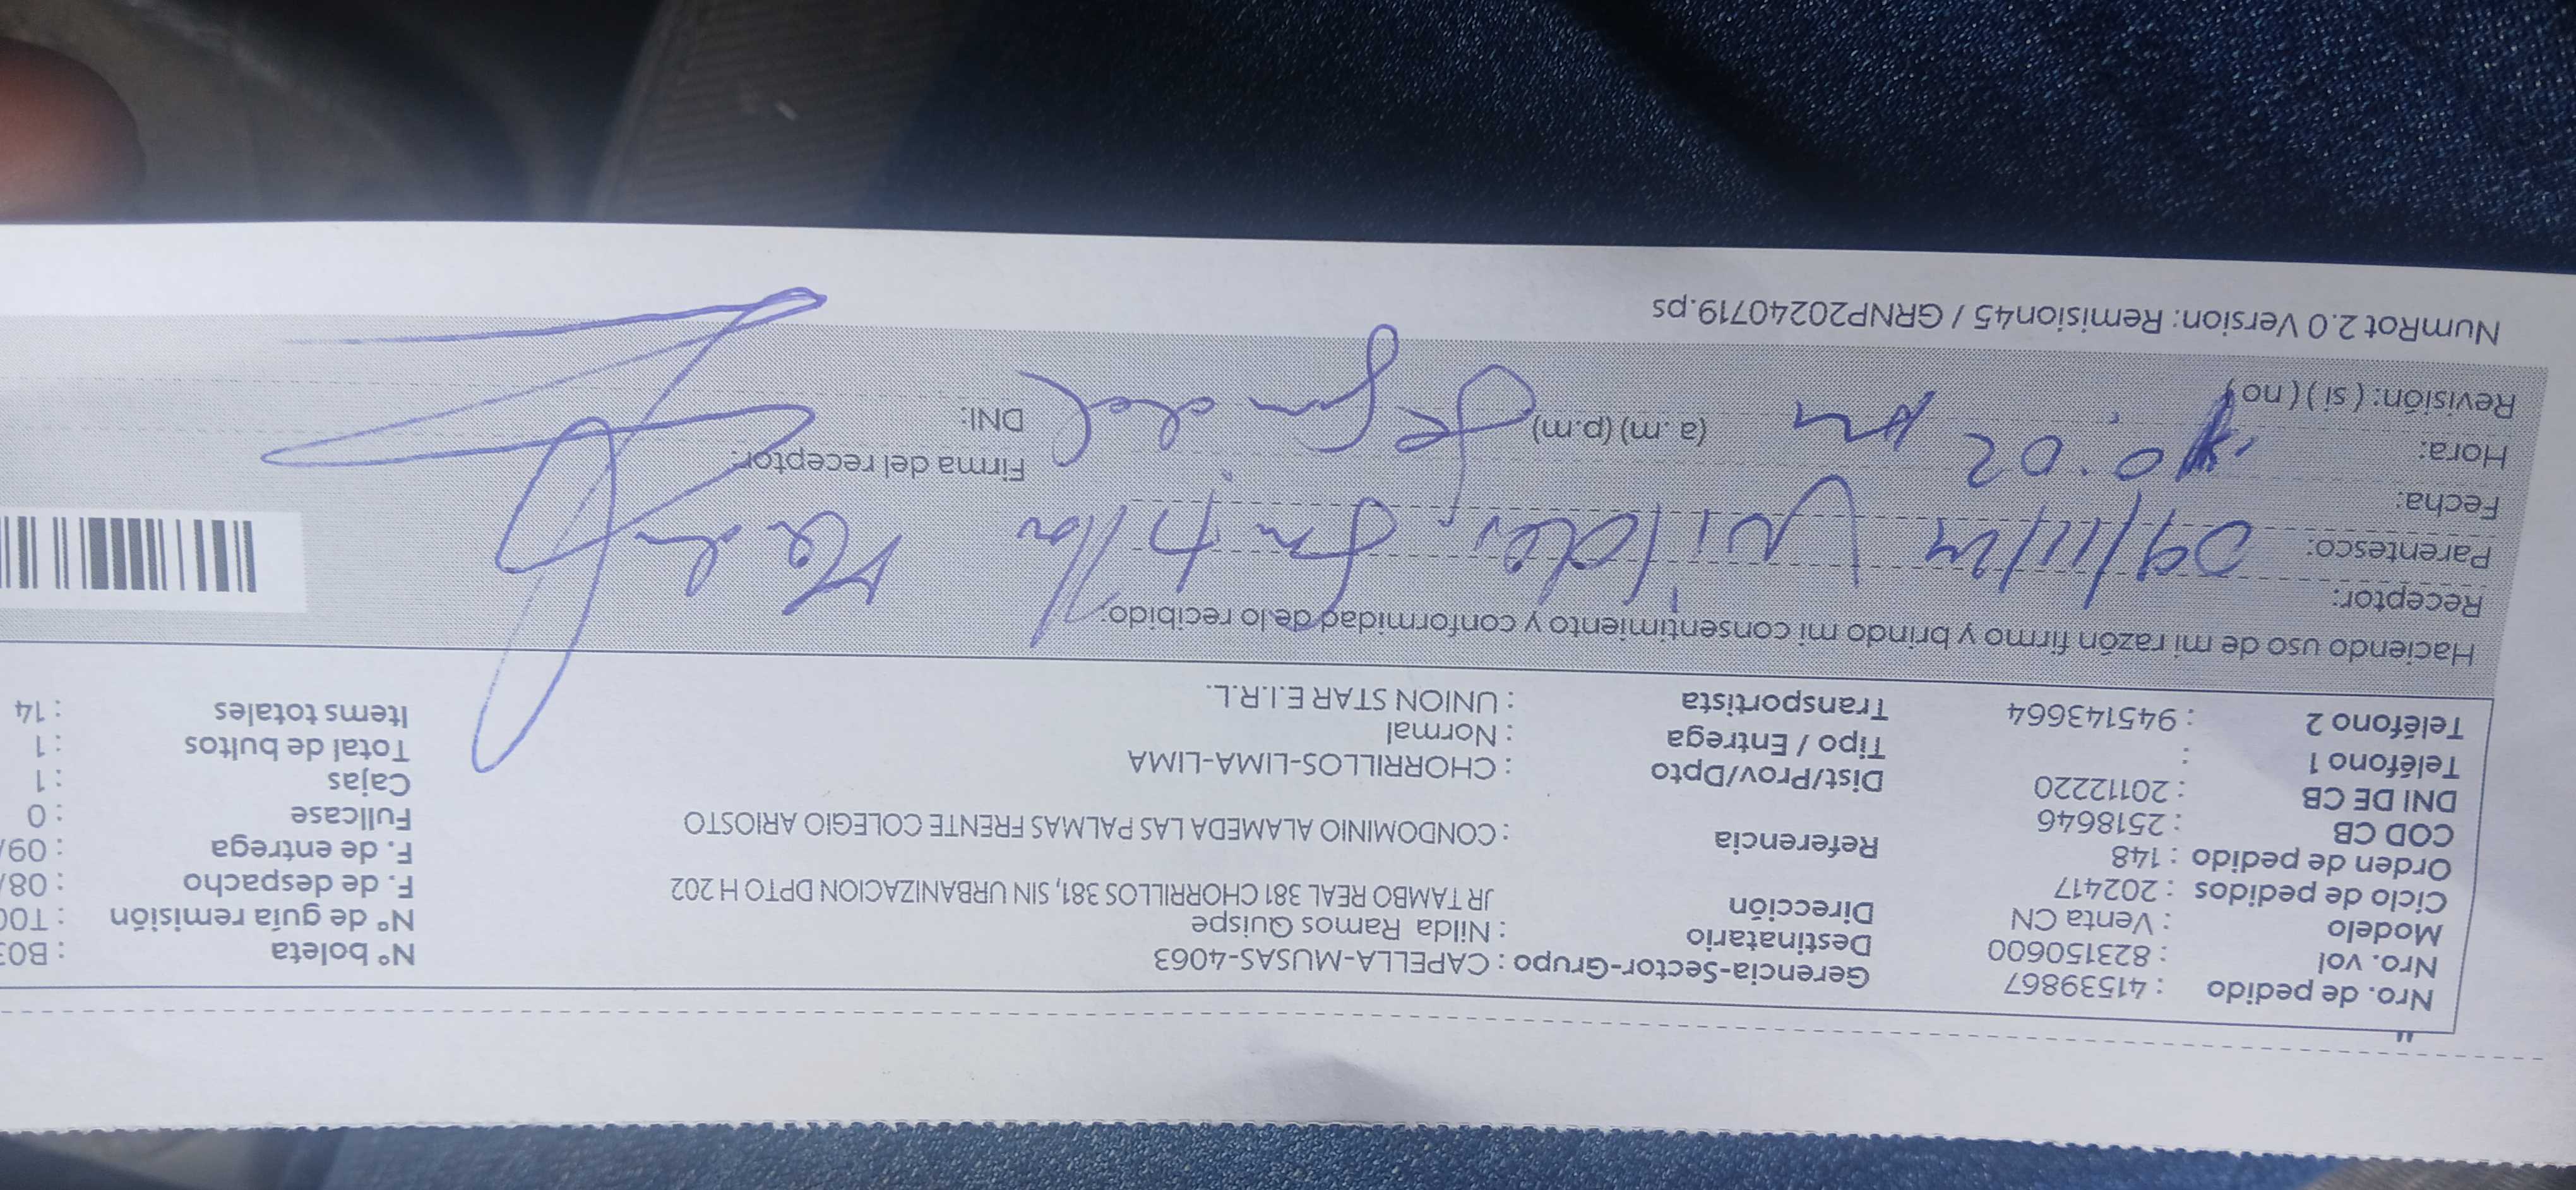 Nro. de pedido : 41539867
Nro. vol : 823150600
Modelo : Venta CN
Ciclo de pedidos : 202417
Orden de pedido : 148
COD CB : 2518646
DNI DE CB : 20112220
Teléfono 1 :
Teléfono 2 : 945143664
Gerencia-Sector-Grupo : CAPELLA-MUSAS-4063
Destinatario : Nilda Ramos Quispe
Dirección JR TAMBO REAL 381 CHORRILLOS 381, SIN URBANIZACION DPTO H 202
Referencia : CONDOMINIO ALAMEDA LAS PALMAS FRENTE COLEGIO ARIOSTO
Dist/Prov/Dpto : CHORRILLOS-LIMA-LIMA
Tipo / Entrega : Normal
Transportista : UNION STAR E.I.R.L.
N° boleta : B03
N° de guía remisión : T00
F. de despacho : 08/
F. de entrega : 09/
Fullcase : 0
Cajas : 1
Total de bultos : 1
Items totales : 14
Haciendo uso de mi razón firmo y brindo mi consentimiento y conformidad de lo recibido:
Receptor:
Parentesco:
09/11/24
Fecha:
Hora: (a .m) (p.m)
Revisión: ( si ) ( no )
Firma del receptor:
DNI:
NumRot 2.0 Version: Remision45 / GRNP20240719.ps